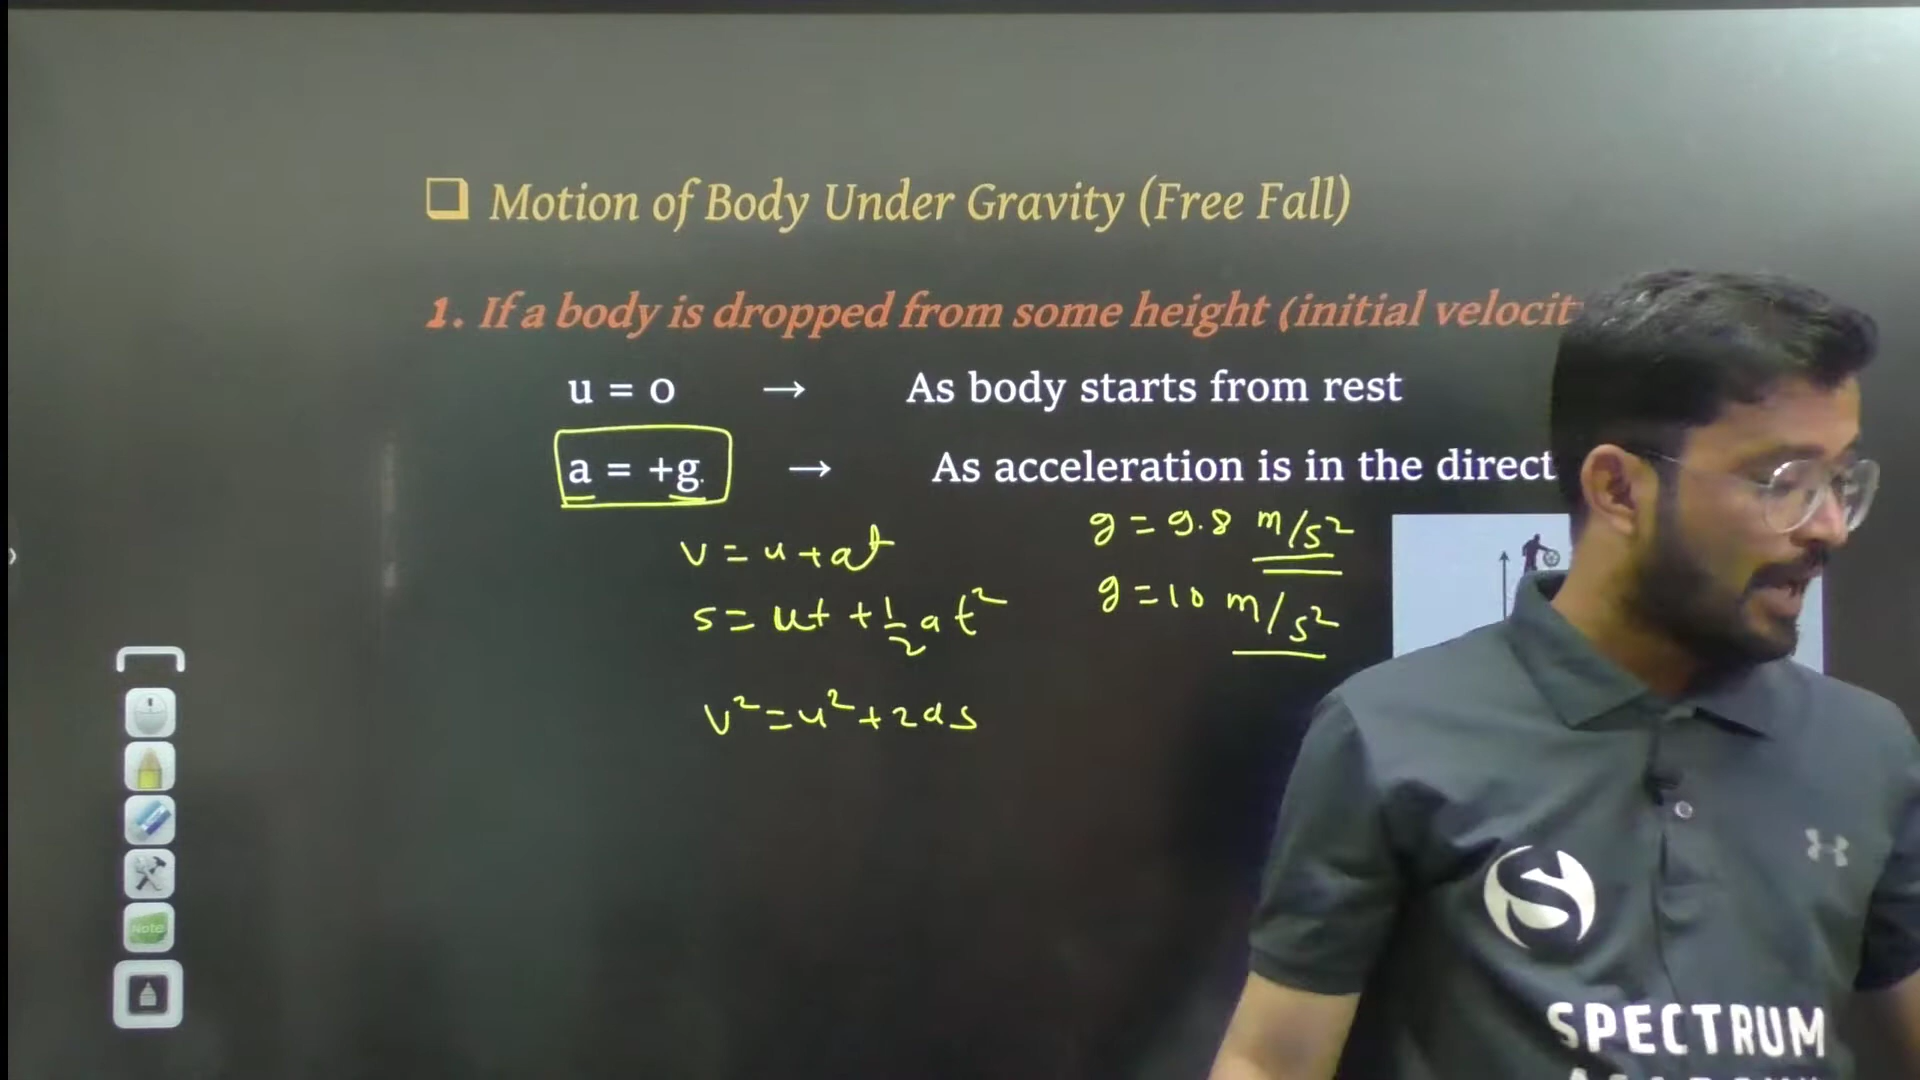 Motion of Body Under Gravity (Free Fall)
1. If a body is dropped from some height (initial
u = 0 → As body starts from rest
a = +g. → As acceleration is in the
v = u + at
s = ut + 1/2 at²
v² = u² + 2as
g = 9.8 m/s²
g = 10 m/s²
Note
S
SPECTRUM